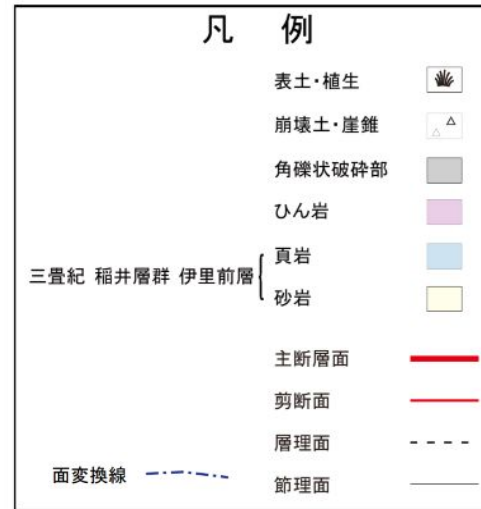 凡 例
表土・植生
崩壊土・崖錐
角礫状破砕部
ひん岩
頁岩
三畳紀 稲井層群 伊里前層
砂岩
主断層面
剪断面
層理面
面変換線
節理面